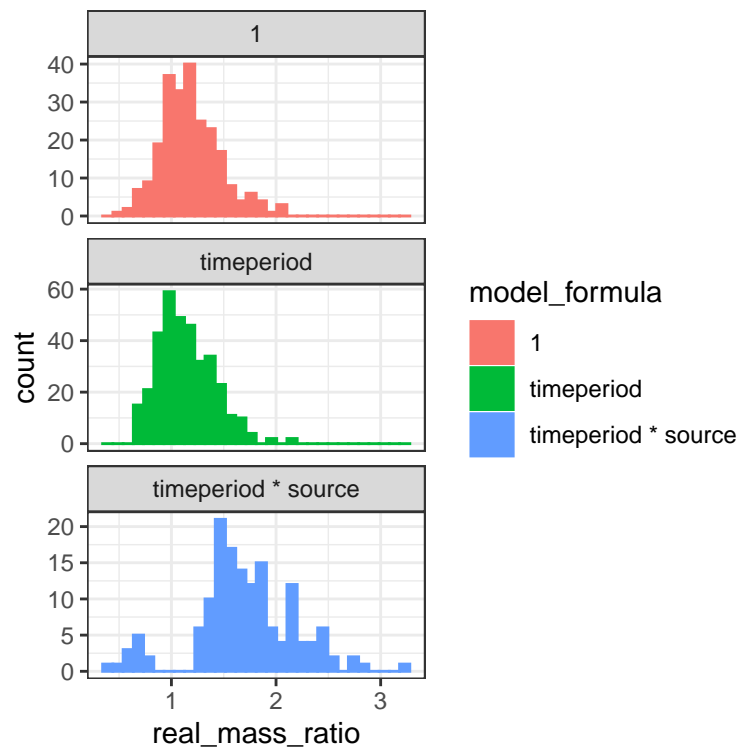 1
40
30
20
10
0
timeperiod
60
40
20
0
count
timeperiod * source
20
15
10
5
0
1 2 3
real_mass_ratio
model_formula
1
timeperiod
timeperiod * source